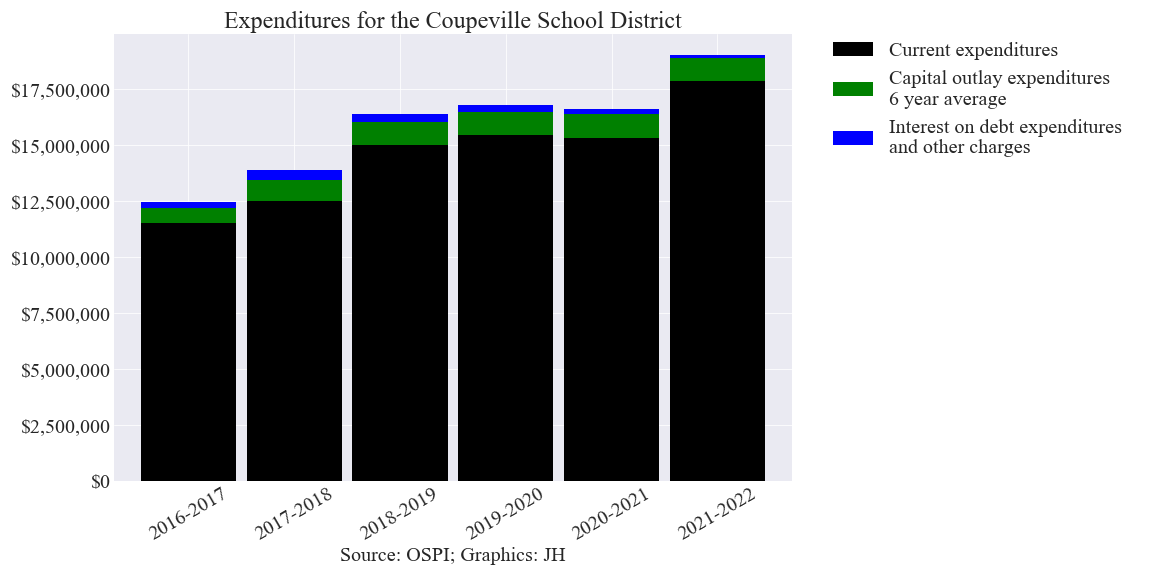 Expenditures for the Coupeville School District
Current expenditures
Capital outlay expenditures
6 year average
Interest on debt expenditures
and other charges
$17,500,000
$15,000,000
$12,500,000
$10,000,000
$7,500,000
$5,000,000
$2,500,000
$0
2016-2017
2017-2018
2018-2019
2019-2020
2020-2021
2021-2022
Source: OSPI; Graphics: JH